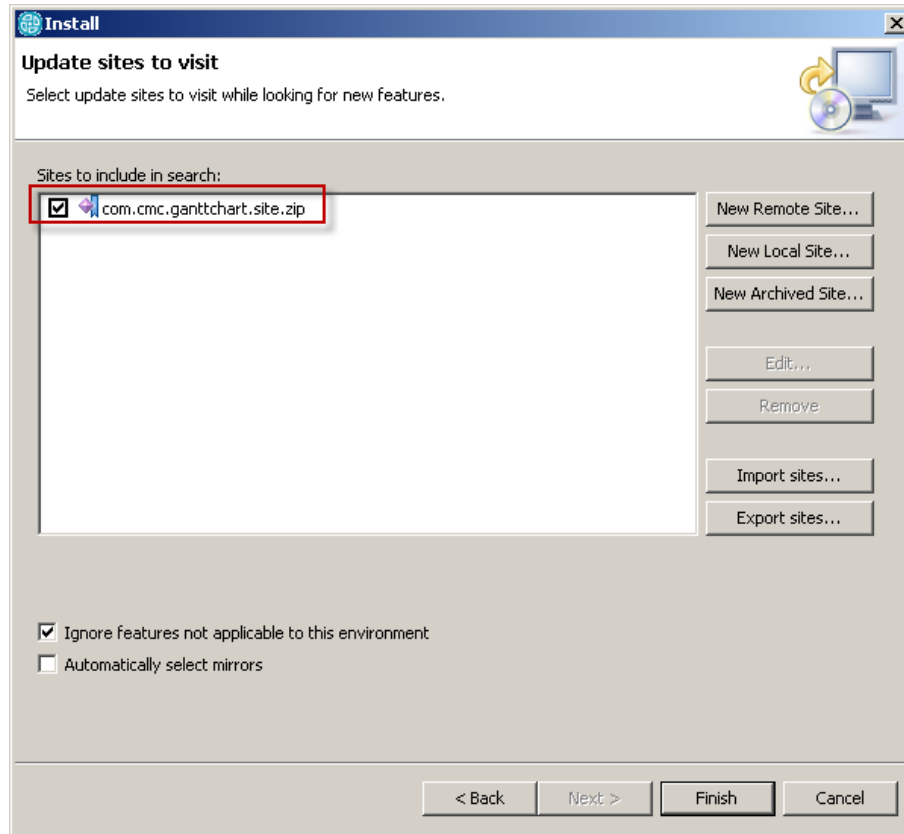 Install
Update sites to visit
Select update sites to visit while looking for new features.
Sites to include in search:
com.cmc.ganttchart.site.zip
New Remote Site...
New Local Site...
New Archived Site...
Edit...
Remove
Import sites...
Export sites...
Ignore features not applicable to this environment
Automatically select mirrors
< Back
Next >
Finish
Cancel